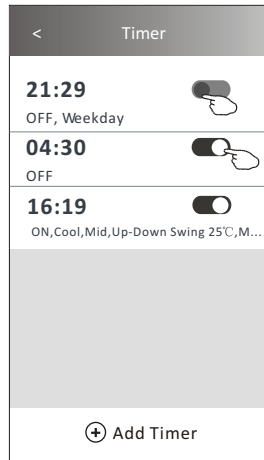 < Timer
21:29
OFF, Weekday
04:30
OFF
16:19
ON,Cool,Mid,Up-Down Swing 25℃,M...
Add Timer